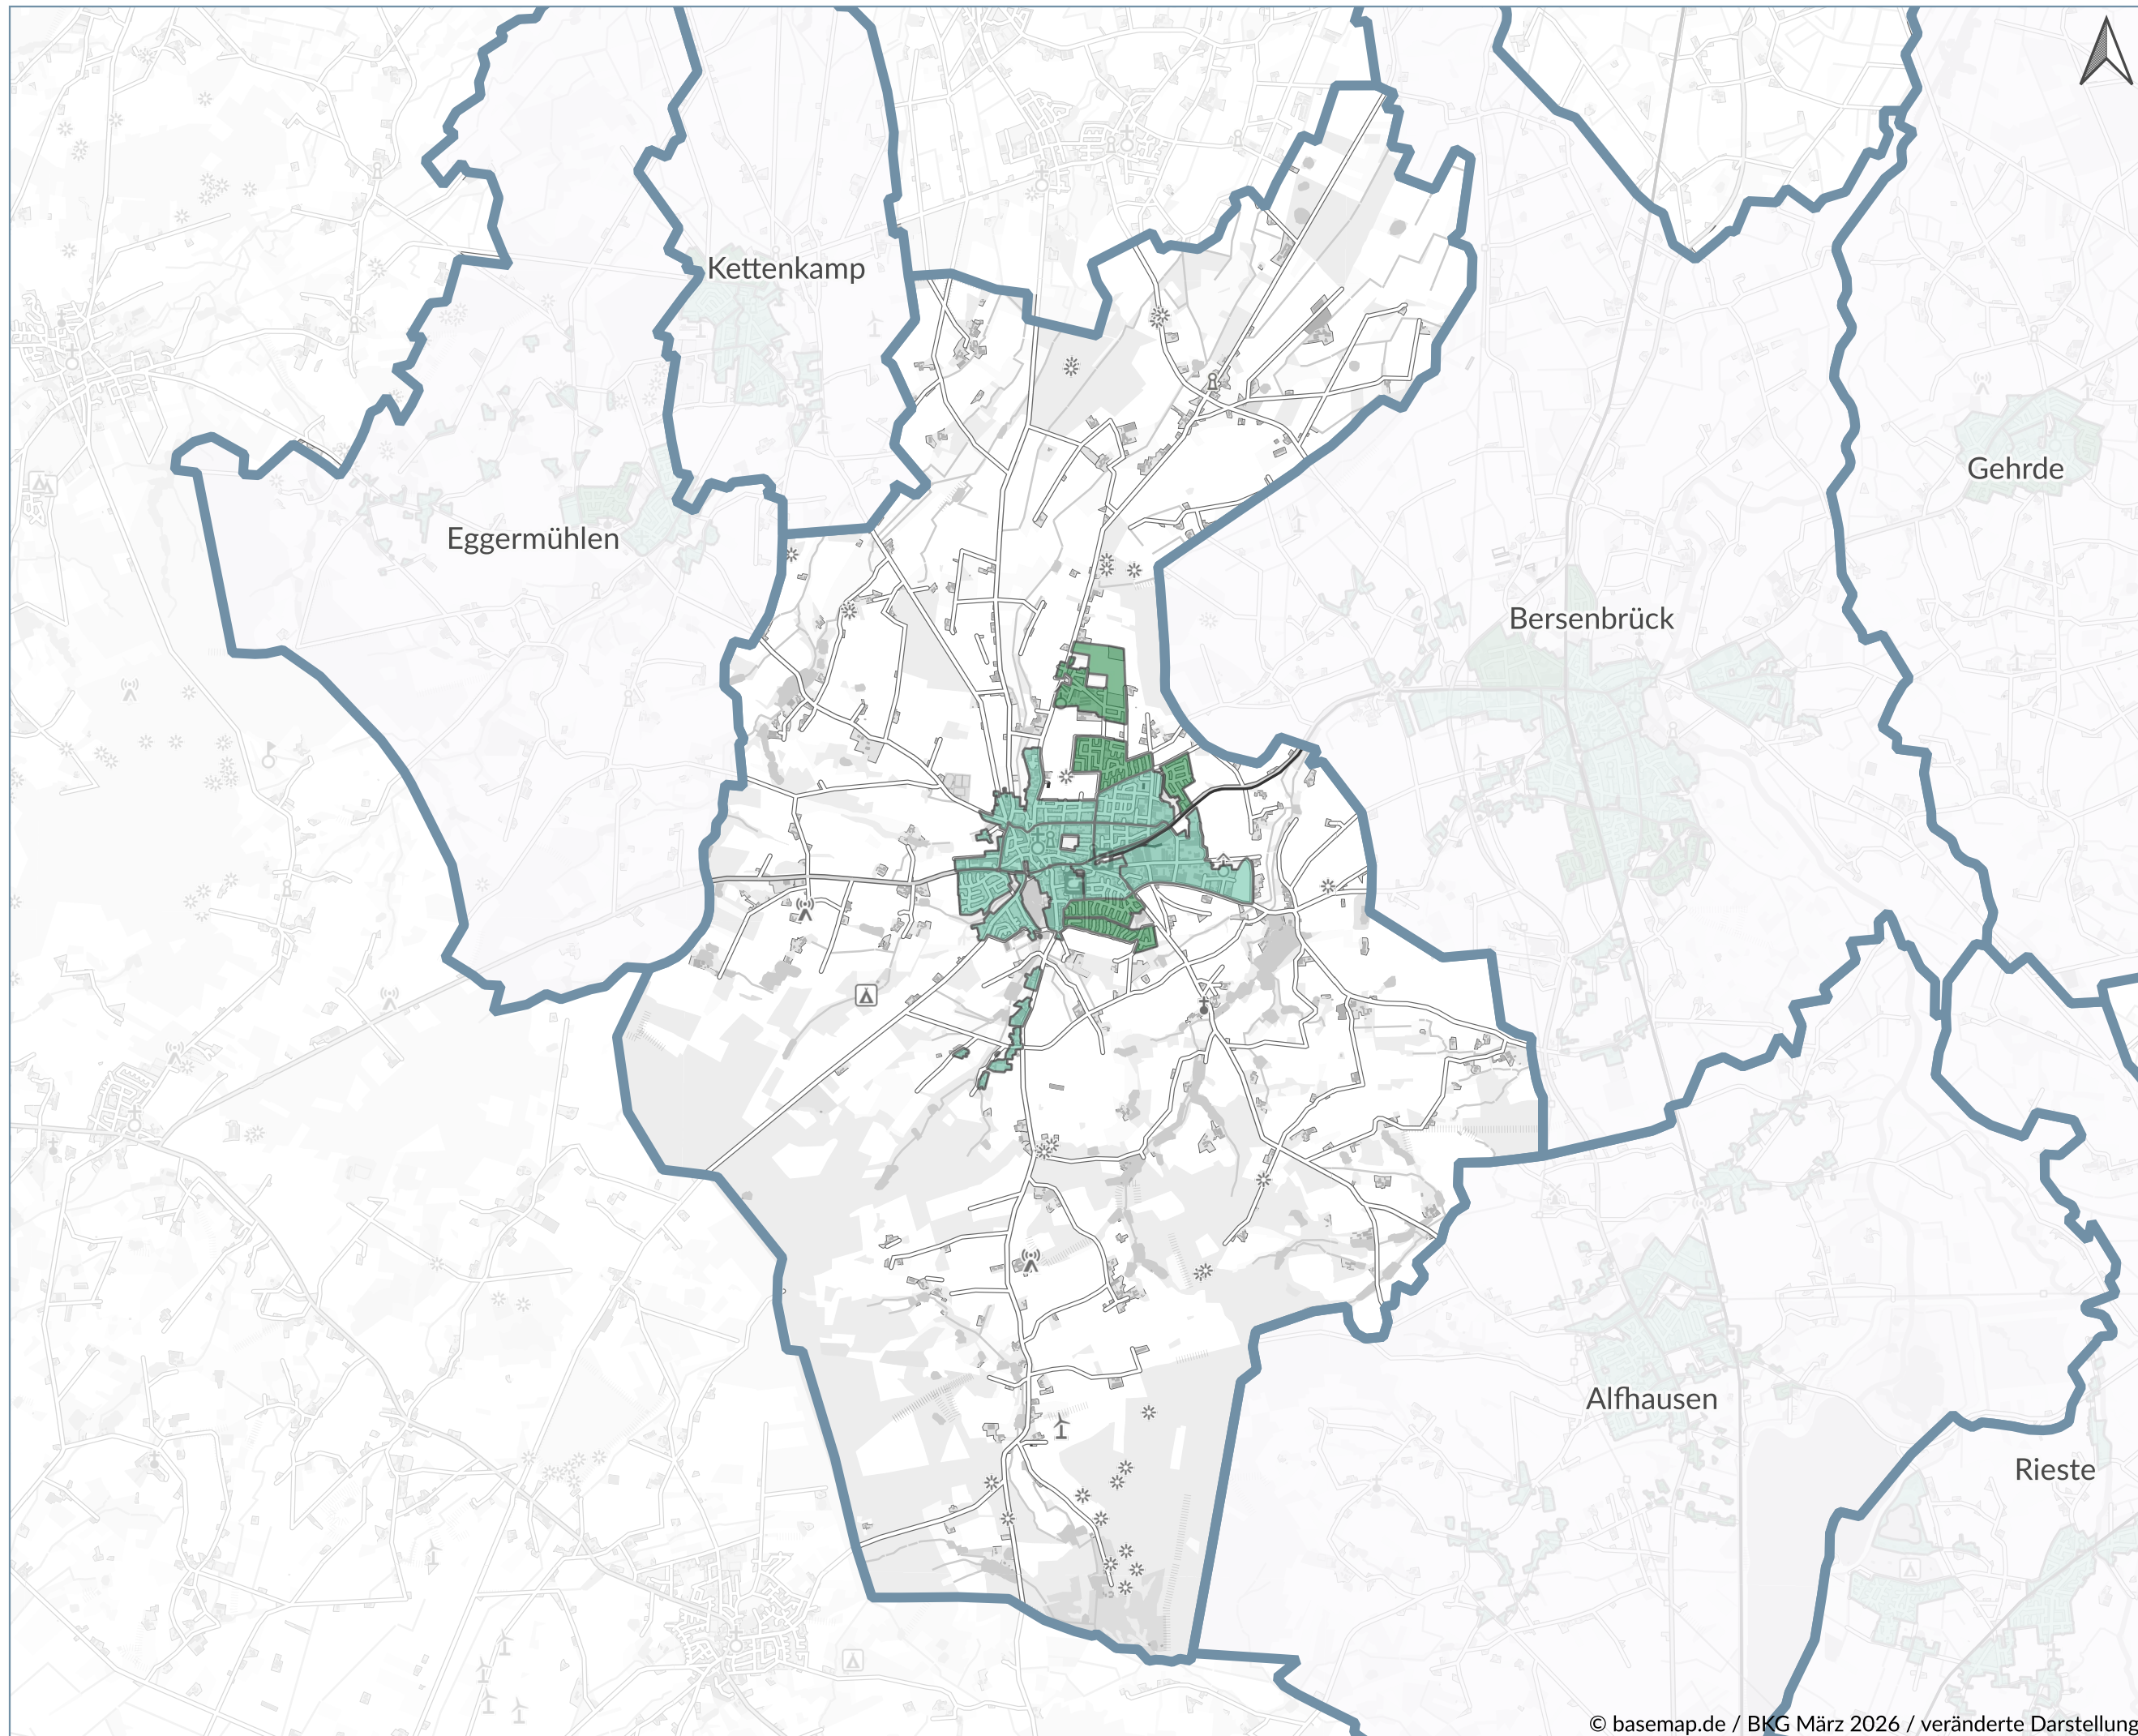 Kettenkamp
Gehrde
Eggermühlen
Bersenbrück
Alfhausen
Rieste
© basemap.de / BKG März 2026 / veränderte Darstellung